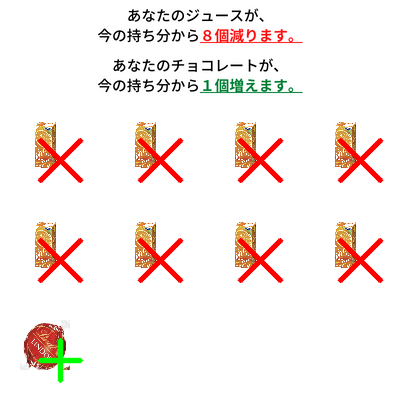 あなたのジュースが、
今の持ち分から８個減ります。
あなたのチョコレートが、
今の持ち分から１個増えます。